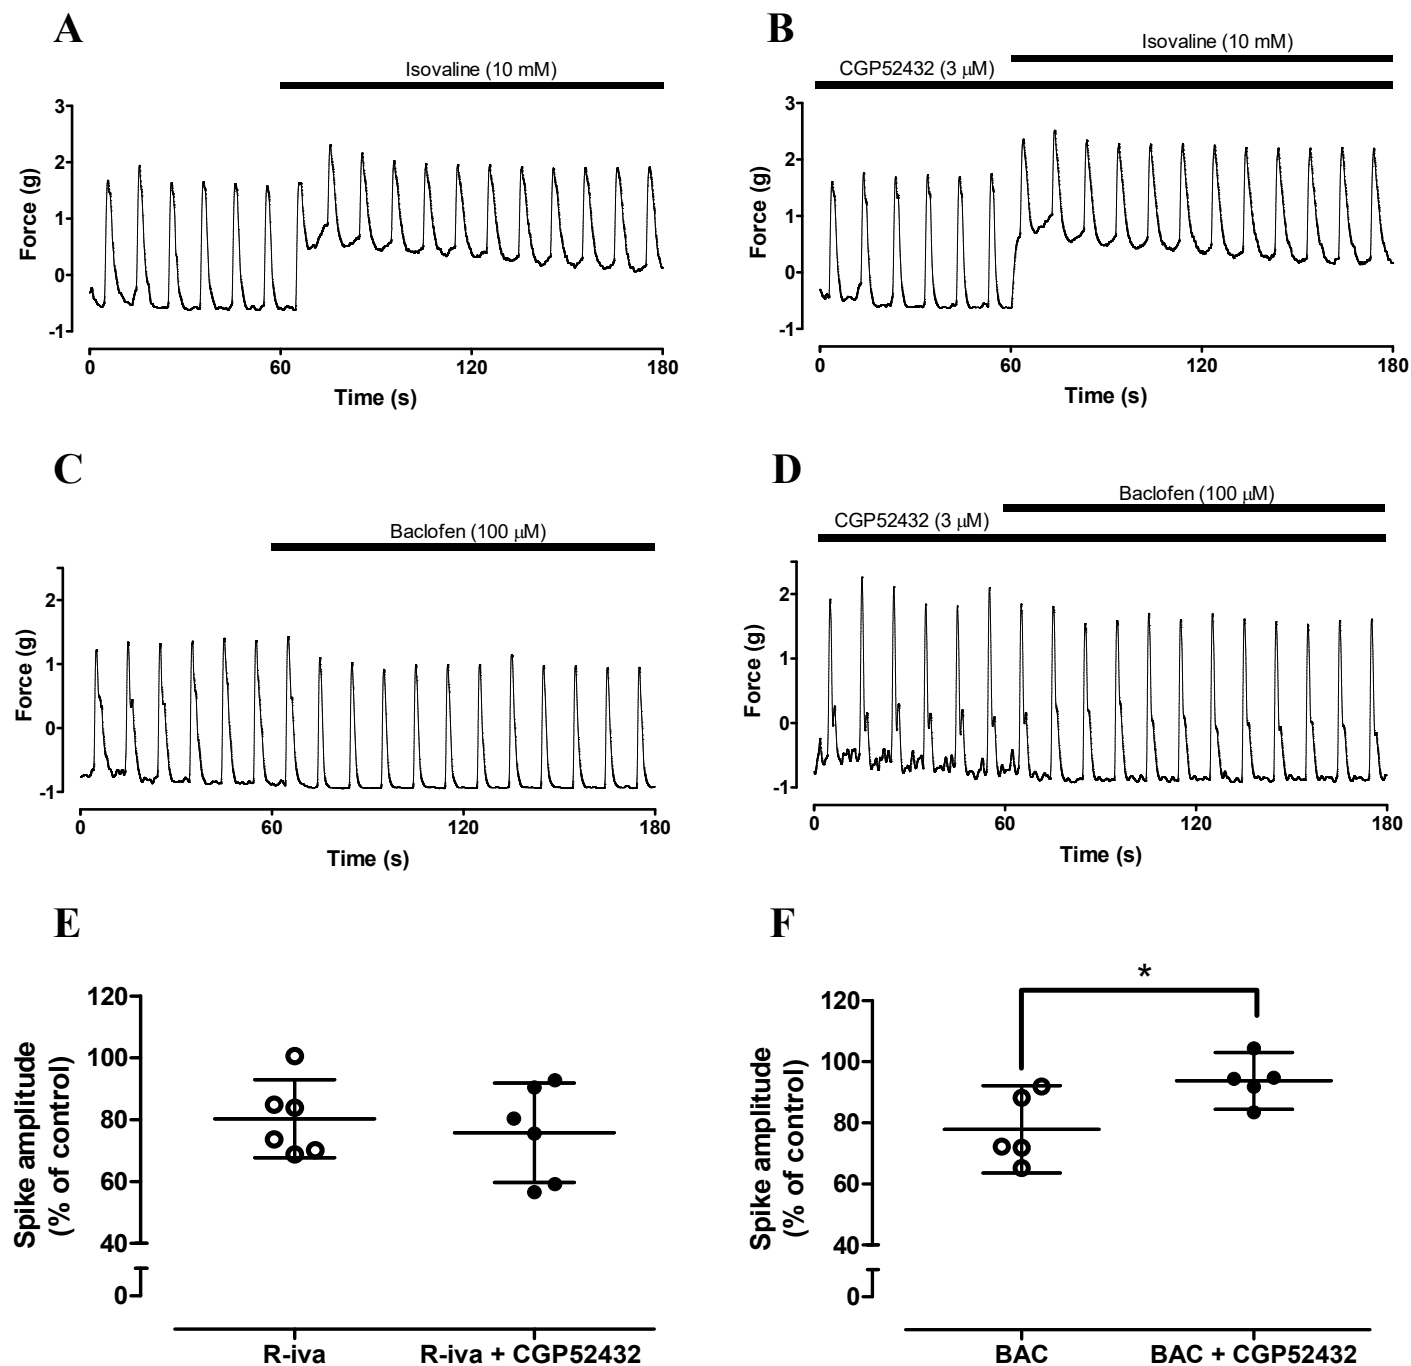 A
Isovaline (10 mM)
3
2
1
0
-1
Force (g)
0 60 120 180
Time (s)
B
Isovaline (10 mM)
CGP52432 (3 μM)
3
2
1
0
-1
Force (g)
0 60 120 180
Time (s)
C
Baclofen (100 μM)
2
1
0
-1
Force (g)
0 60 120 180
Time (s)
D
Baclofen (100 μM)
CGP52432 (3 μM)
2
1
0
-1
Force (g)
0 60 120 180
Time (s)
E
120
100
80
60
40
0
Spike amplitude
(% of control)
R-iva R-iva + CGP52432
F
*
120
100
80
60
40
0
Spike amplitude
(% of control)
BAC BAC + CGP52432